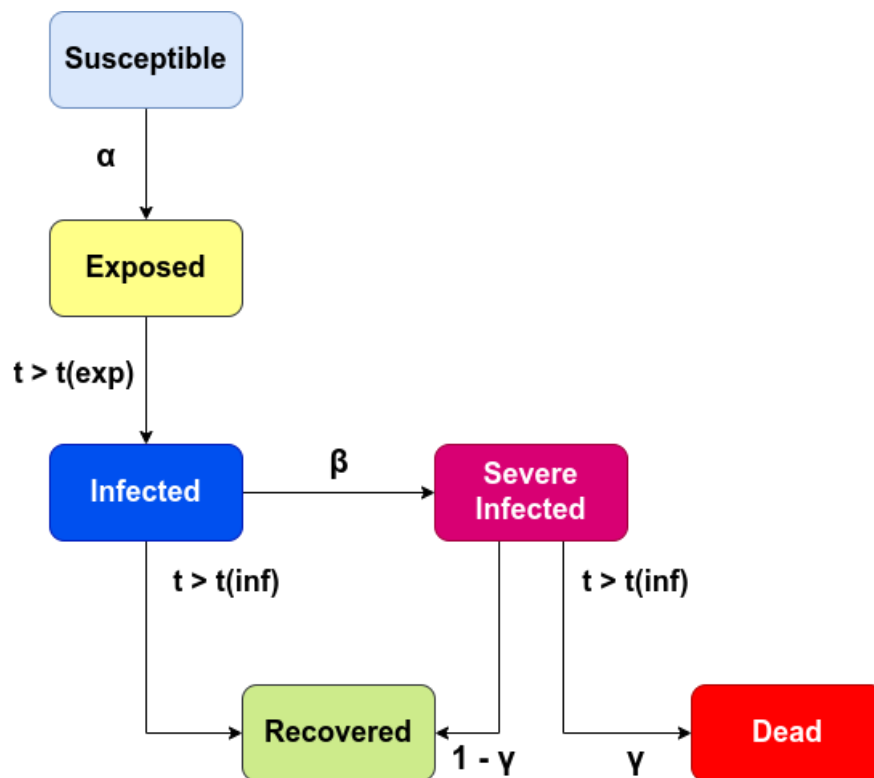 Susceptible
α
Exposed
t > t(exp)
Infected
β
Severe
Infected
t > t(inf)
t > t(inf)
Recovered
1 - γ
γ
Dead